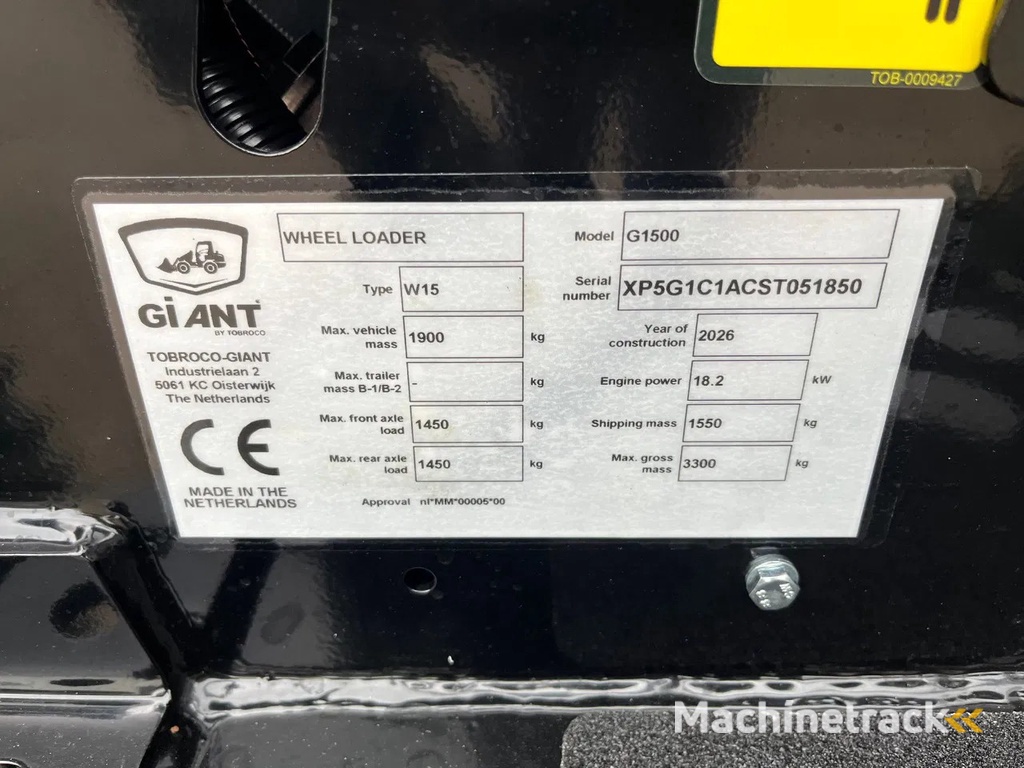 TOB-0009427
GiANT
BY TOBROCO
TOBROCO-GIANT
Industrielaan 2
5061 KC Oisterwijk
The Netherlands
CE
MADE IN THE
NETHERLANDS
WHEEL LOADER
Type W15
Max. vehicle
mass 1900 kg
Max. trailer
mass B-1/B-2 - kg
Max. front axle
load 1450 kg
Max. rear axle
load 1450 kg
Approval nl*MM*00005*00
Model G1500
Serial
number XP5G1C1ACST051850
Year of
construction 2026
Engine power 18.2 kW
Shipping mass 1550 kg
Max. gross
mass 3300 kg
Machinetrack